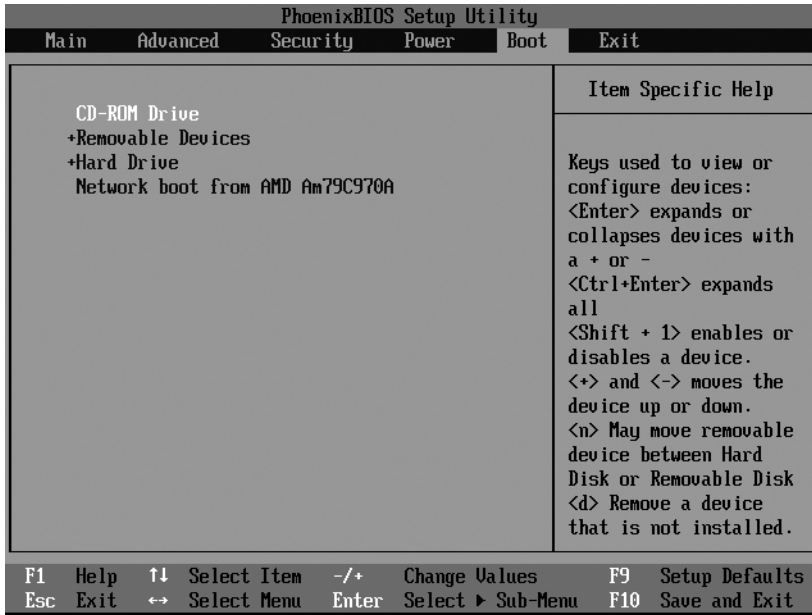 PhoenixBIOS Setup Utility
Main Advanced Security Power Boot Exit
CD-ROM Drive
+Removable Devices
+Hard Drive
Network boot from AMD Am79C970A
Item Specific Help
Keys used to view or
configure devices:
<Enter> expands or
collapses devices with
a + or -
<Ctrl+Enter> expands
all
<Shift + 1> enables or
disables a device.
<+> and <-> moves the
device up or down.
<n> May move removable
device between Hard
Disk or Removable Disk
<d> Remove a device
that is not installed.
F1 Help ↑↓ Select Item -/+ Change Values F9 Setup Defaults
Esc Exit ↔ Select Menu Enter Select ▶ Sub-Menu F10 Save and Exit